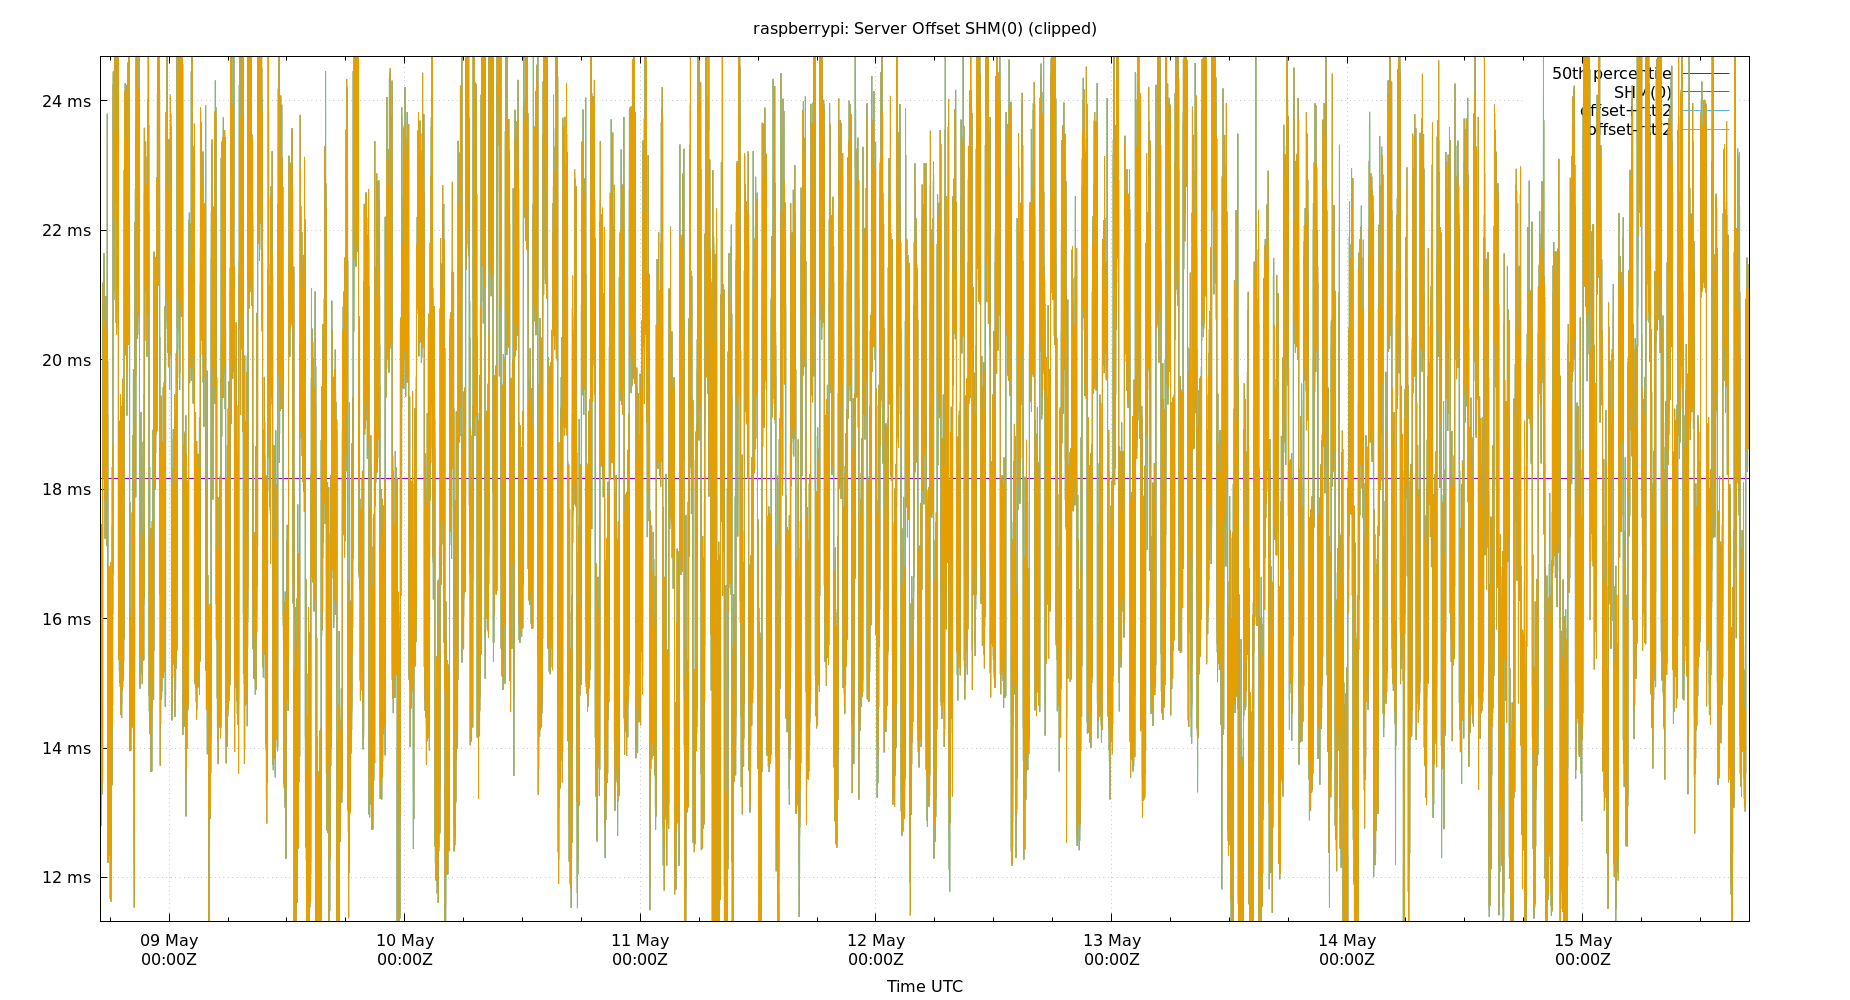 raspberrypi: Server Offset SHM(0) (clipped)
50th percentile
SHM(0)
24 ms
22 ms
20 ms
18 ms
16 ms
14 ms
12 ms
09 May
00:00Z
10 May
00:00Z
11 May
00:00Z
12 May
00:00Z
13 May
00:00Z
14 May
00:00Z
15 May
00:00Z
Time UTC